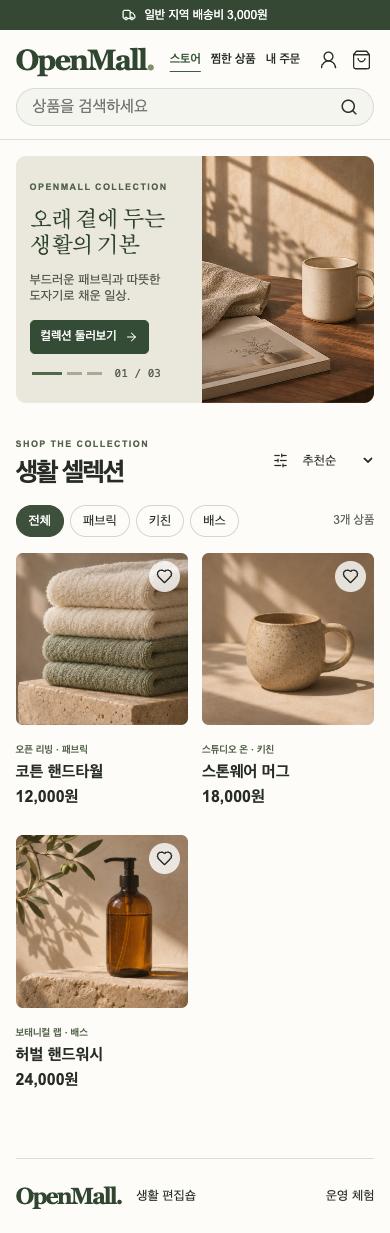 일반 지역 배송비 3,000원
OpenMall.
스토어 찜한 상품 내 주문
상품을 검색하세요
OPENMALL COLLECTION
오래 곁에 두는
생활의 기본
부드러운 패브릭과 따뜻한
도자기로 채운 일상.
컬렉션 둘러보기 →
01 / 03
SHOP THE COLLECTION
생활 셀렉션
추천순
전체 패브릭 키친 배스
3개 상품
오픈 리빙 · 패브릭
코튼 핸드타월
12,000원
스튜디오 온 · 키친
스톤웨어 머그
18,000원
보태니컬 랩 · 배스
허벌 핸드워시
24,000원
OpenMall. 생활 편집숍
운영 체험